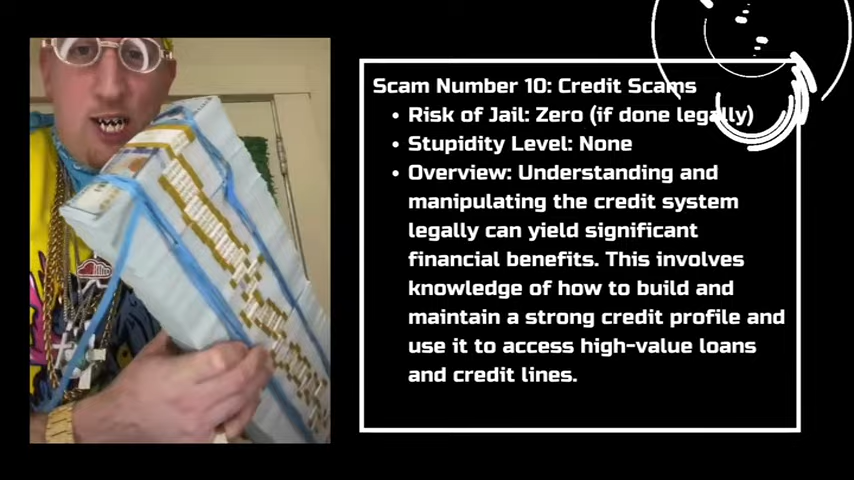 Scam Number 10: Credit Scams
• Risk of Jail: Zero (if done legally)
• Stupidity Level: None
• Overview: Understanding and
manipulating the credit system
legally can yield significant
financial benefits. This involves
knowledge of how to build and
maintain a strong credit profile and
use it to access high-value loans
and credit lines.